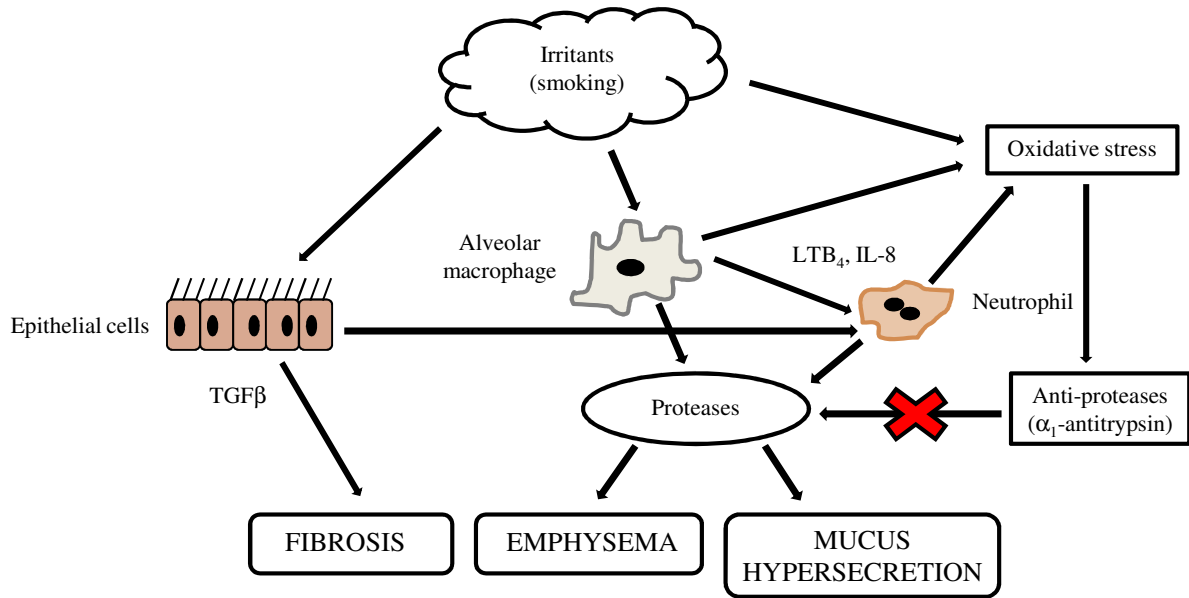 Irritants
(smoking)
Oxidative stress
Alveolar
macrophage
LTB₄, IL-8
Neutrophil
Epithelial cells
TGFβ
Proteases
Anti-proteases
(α₁-antitrypsin)
FIBROSIS
EMPHYSEMA
MUCUS
HYPERSECRETION